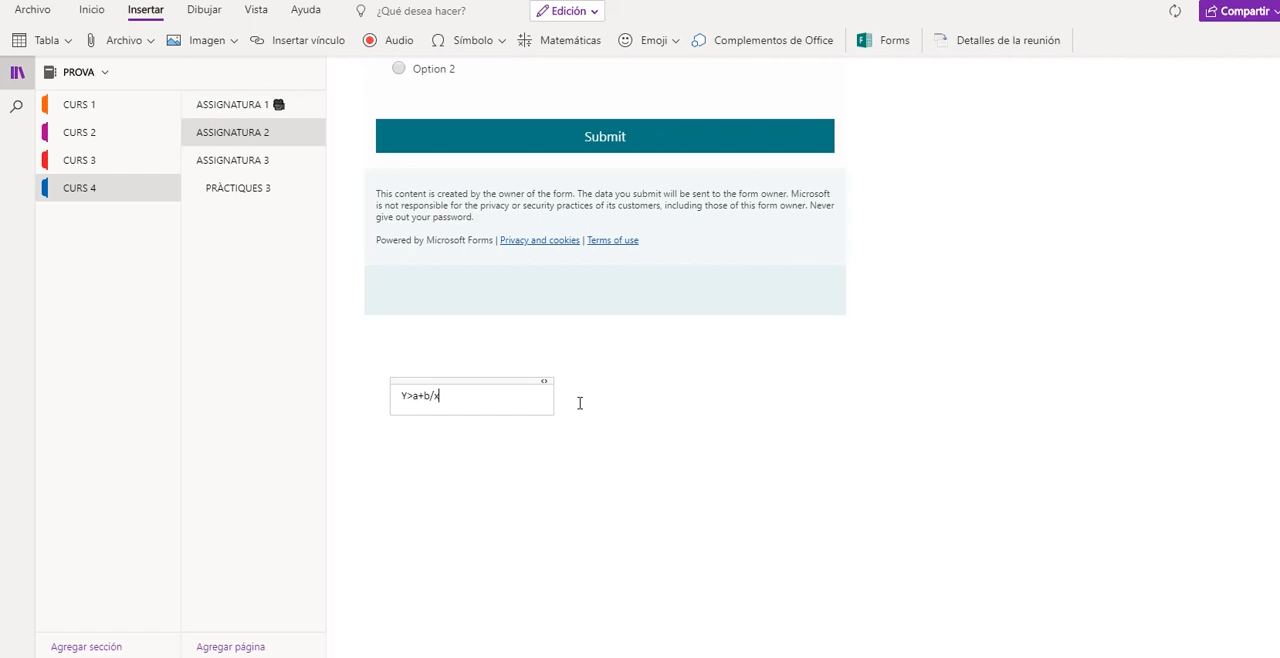 Archivo Inicio Insertar Dibujar Vista Ayuda ¿Qué desea hacer? Edición Compartir
Tabla Archivo Imagen Insertar vínculo Audio Símbolo Matemáticas Emoji Complementos de Office Forms Detalles de la reunión
PROVA
CURS 1
CURS 2
CURS 3
CURS 4
ASSIGNATURA 1
ASSIGNATURA 2
ASSIGNATURA 3
PRÀCTIQUES 3
Option 2
Submit
This content is created by the owner of the form. The data you submit will be sent to the form owner. Microsoft
is not responsible for the privacy or security practices of its customers, including those of this form owner. Never
give out your password.
Powered by Microsoft Forms | Privacy and cookies | Terms of use
Y>a+b/x
Agregar sección
Agregar página